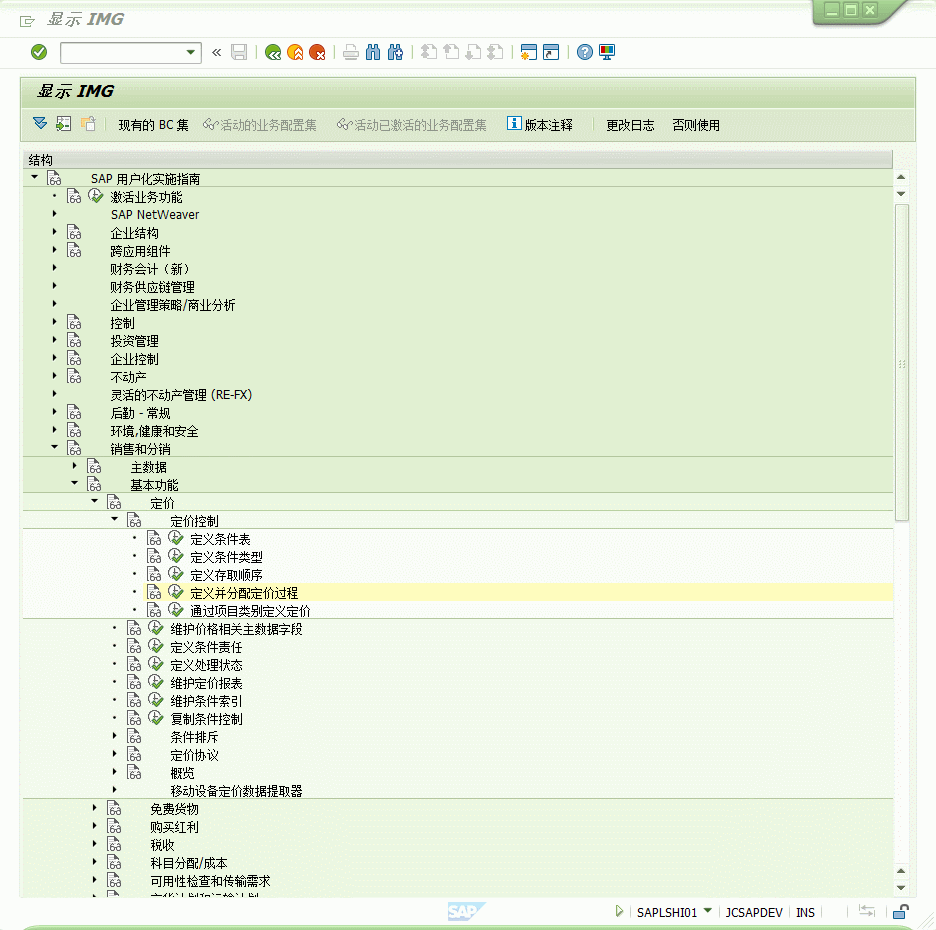 显示 IMG
显示 IMG
现有的 BC 集 活动的业务配置集 活动已激活的业务配置集 版本注释 更改日志 否则使用
结构
SAP 用户化实施指南
激活业务功能
SAP NetWeaver
企业结构
跨应用组件
财务会计（新）
财务供应链管理
企业管理策略/商业分析
控制
投资管理
企业控制
不动产
灵活的不动产管理 (RE-FX)
后勤 - 常规
环境,健康和安全
销售和分销
主数据
基本功能
定价
定价控制
定义条件表
定义条件类型
定义存取顺序
定义并分配定价过程
通过项目类别定义定价
维护价格相关主数据字段
定义条件责任
定义处理状态
维护定价报表
维护条件索引
复制条件控制
条件排斥
定价协议
概览
移动设备定价数据提取器
免费货物
购买红利
税收
科目分配/成本
可用性检查和传输需求
SAP SAPLSHI01 JCSAPDEV INS